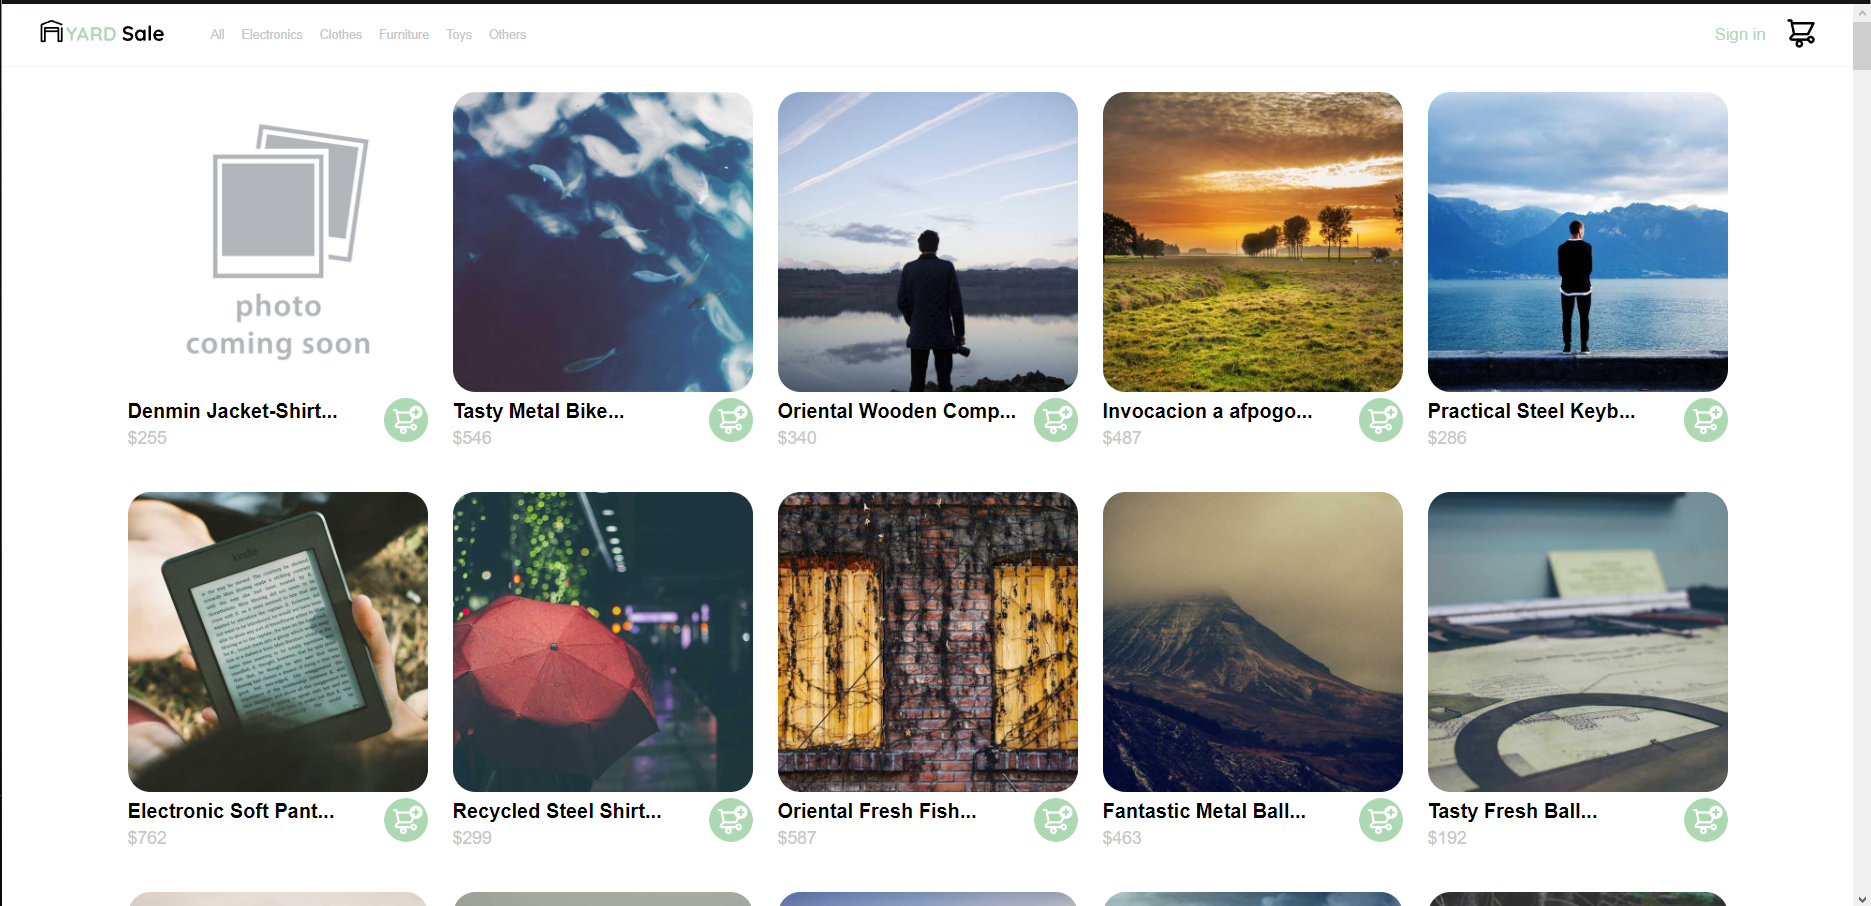 YARD Sale All Electronics Clothes Furniture Toys Others Sign in
photo
coming soon
Denmin Jacket-Shirt...
$255
Tasty Metal Bike...
$546
Oriental Wooden Comp...
$340
Invocacion a afpogo...
$487
Practical Steel Keyb...
$286
kindle
Electronic Soft Pant...
$762
Recycled Steel Shirt...
$299
Oriental Fresh Fish...
$587
Fantastic Metal Ball...
$463
Tasty Fresh Ball...
$192